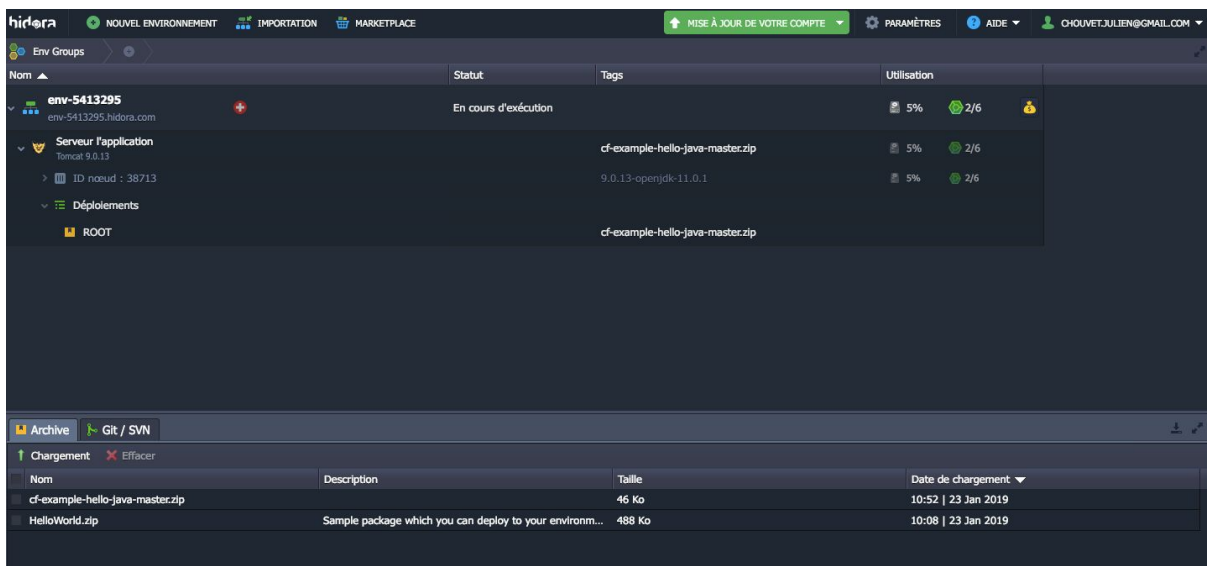 hidora NOUVEL ENVIRONNEMENT IMPORTATION MARKETPLACE MISE À JOUR DE VOTRE COMPTE PARAMÈTRES AIDE CHOUVET.JULIEN@GMAIL.COM
Env Groups
Nom Statut Tags Utilisation
env-5413295 En cours d'exécution 5% 2/6
env-5413295.hidora.com
Serveur l'application cf-example-hello-java-master.zip 5% 2/6
Tomcat 9.0.13
ID nœud : 38713 9.0.13-openjdk-11.0.1 5% 2/6
Déploiements
ROOT cf-example-hello-java-master.zip
Archive Git / SVN
Chargement Effacer
Nom Description Taille Date de chargement
cf-example-hello-java-master.zip 46 Ko 10:52 | 23 Jan 2019
HelloWorld.zip Sample package which you can deploy to your environm... 488 Ko 10:08 | 23 Jan 2019